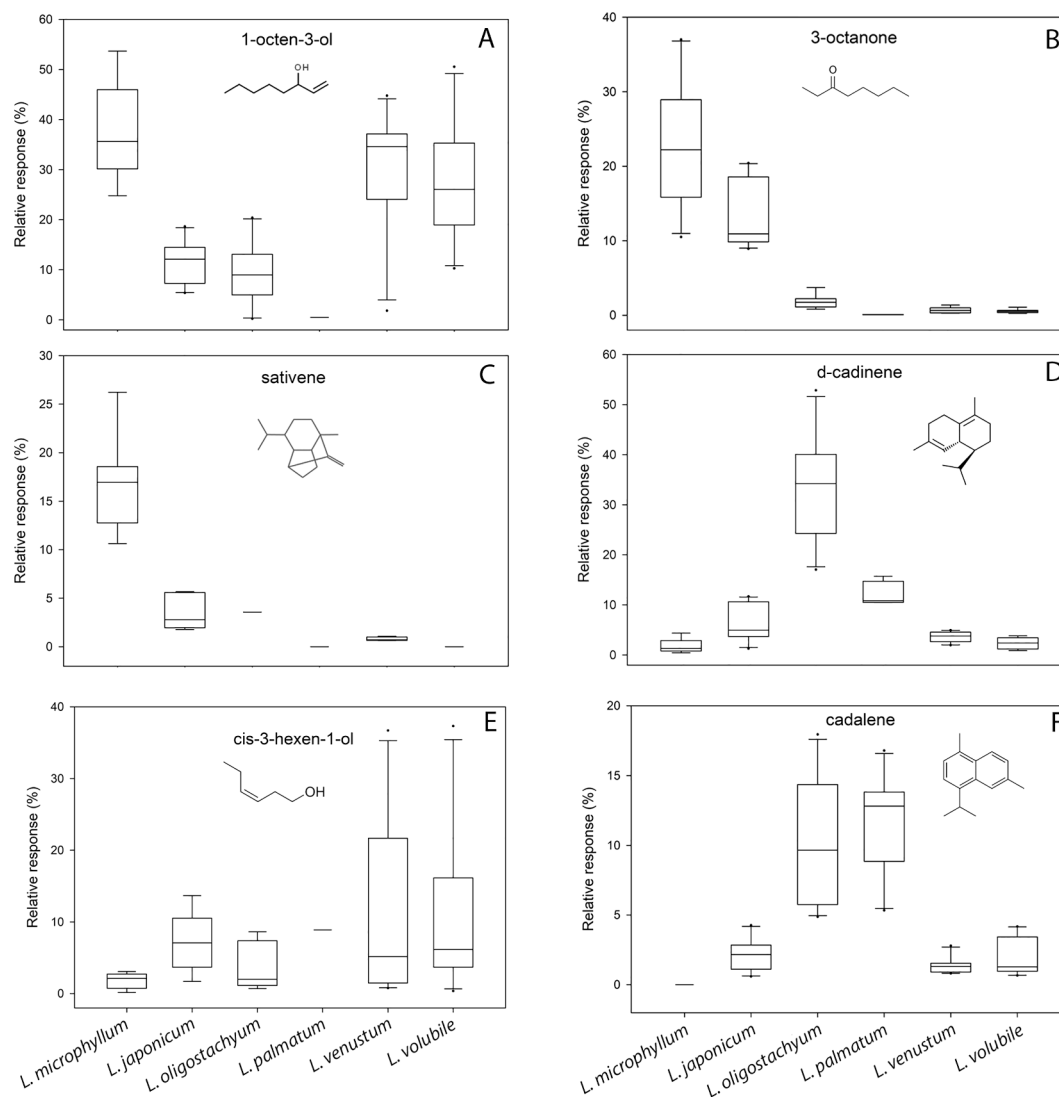 1-octen-3-ol
A
OH
Relative response (%)
60
50
40
30
20
10
0
3-octanone
B
O
Relative response (%)
40
30
20
10
0
sativene
C
Relative response (%)
30
25
20
15
10
5
0
d-cadinene
D
Relative response (%)
60
50
40
30
20
10
0
cis-3-hexen-1-ol
E
OH
Relative response (%)
40
30
20
10
0
L. microphyllum
L. japonicum
L. oligostachyum
L. palmatum
L. venustum
L. volubile
cadalene
F
Relative response (%)
20
15
10
5
0
L. microphyllum
L. japonicum
L. oligostachyum
L. palmatum
L. venustum
L. volubile